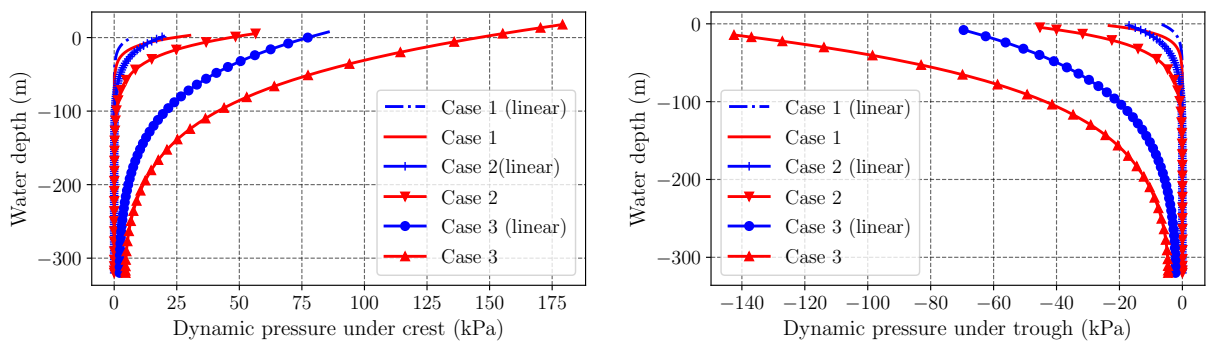 0
−100
−200
−300
Water depth (m)
0
25
50
75
100
125
150
175
Dynamic pressure under crest (kPa)
Case 1 (linear)
Case 1
Case 2(linear)
Case 2
Case 3 (linear)
Case 3
0
−100
−200
−300
Water depth (m)
−140
−120
−100
−80
−60
−40
−20
0
Dynamic pressure under trough (kPa)
Case 1 (linear)
Case 1
Case 2 (linear)
Case 2
Case 3 (linear)
Case 3